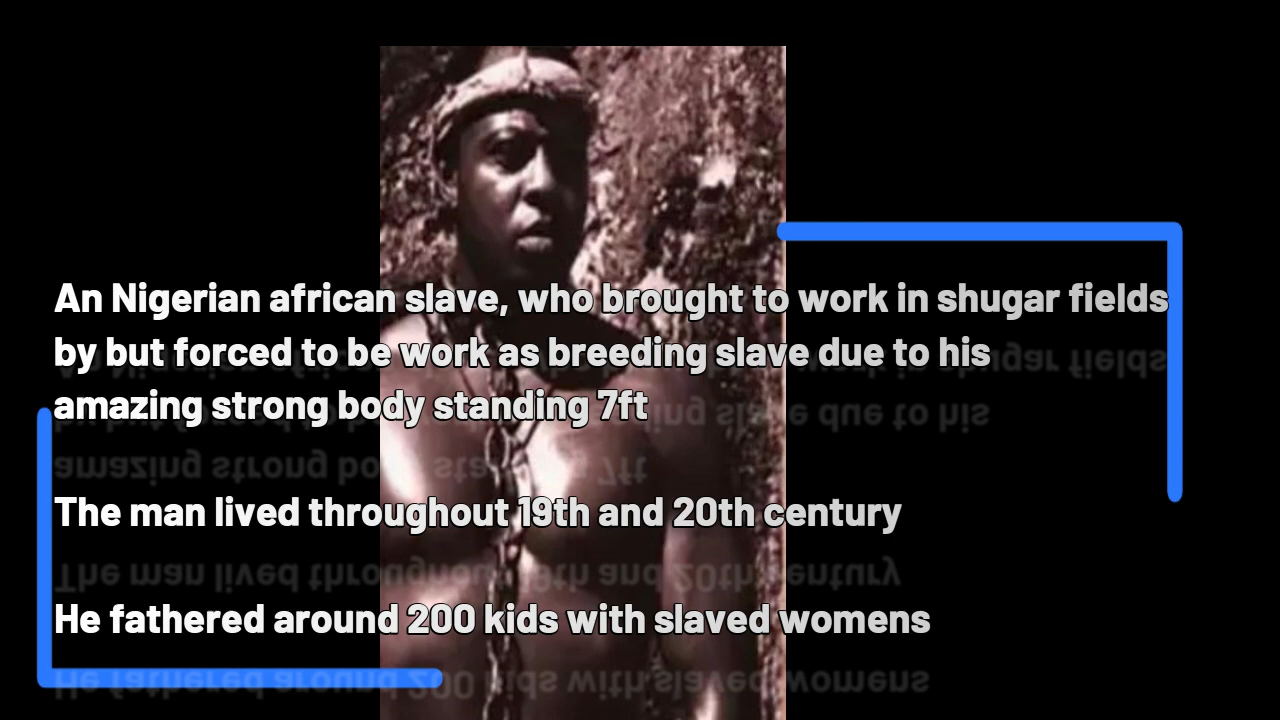 An Nigerian african slave, who brought to work in shugar fields
by but forced to be work as breeding slave due to his
amazing strong body standing 7ft
The man lived throughout 19th and 20th century
He fathered around 200 kids with slaved womens